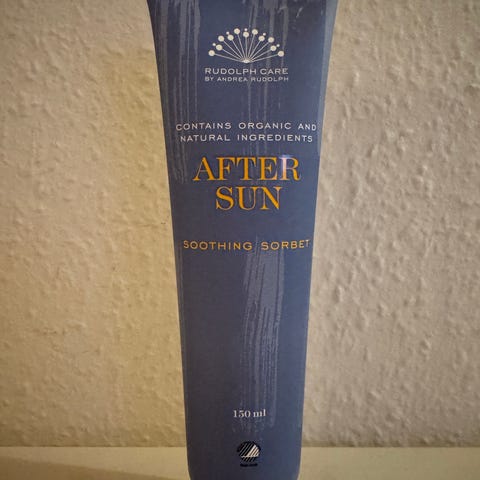 RUDOLPH CARE
BY ANDREA RUDOLPH
CONTAINS ORGANIC AND
NATURAL INGREDIENTS
AFTER
SUN
SOOTHING SORBET
150 ml